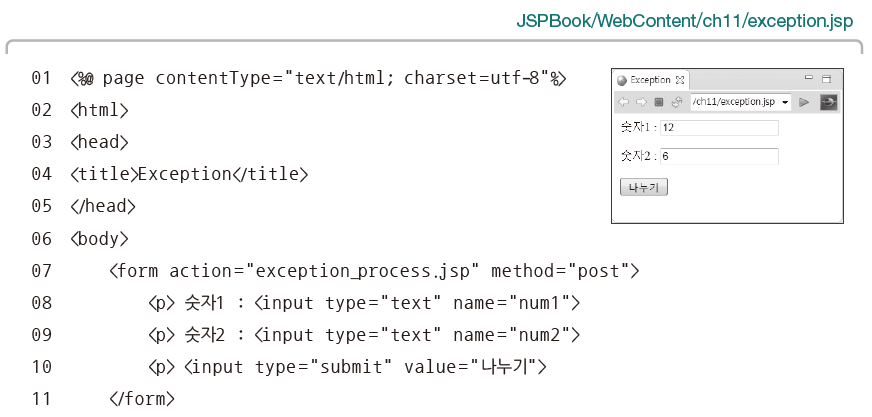 JSPBook/WebContent/ch11/exception.jsp
01 <%@ page contentType="text/html; charset=utf-8"%>
02 <html>
03 <head>
04 <title>Exception</title>
05 </head>
06 <body>
07 <form action="exception_process.jsp" method="post">
08 <p> 숫자1 : <input type="text" name="num1">
09 <p> 숫자2 : <input type="text" name="num2">
10 <p> <input type="submit" value="나누기">
11 </form>
Exception
/ch11/exception.jsp
숫자1 : 12
숫자2 : 6
나누기